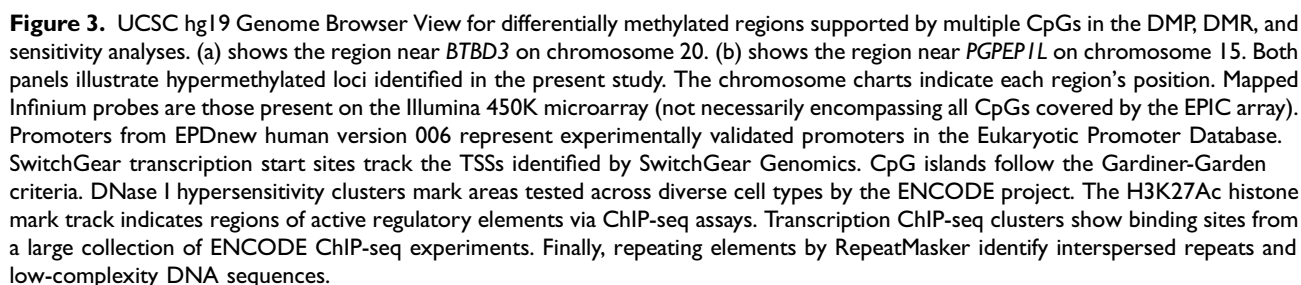 Figure 3. UCSC hg19 Genome Browser View for differentially methylated regions supported by multiple CpGs in the DMP, DMR, and
sensitivity analyses. (a) shows the region near BTBD3 on chromosome 20. (b) shows the region near PGPEP1L on chromosome 15. Both
panels illustrate hypermethylated loci identified in the present study. The chromosome charts indicate each region's position. Mapped
Infinium probes are those present on the Illumina 450K microarray (not necessarily encompassing all CpGs covered by the EPIC array).
Promoters from EPDnew human version 006 represent experimentally validated promoters in the Eukaryotic Promoter Database.
SwitchGear transcription start sites track the TSSs identified by SwitchGear Genomics. CpG islands follow the Gardiner-Garden
criteria. DNase I hypersensitivity clusters mark areas tested across diverse cell types by the ENCODE project. The H3K27Ac histone
mark track indicates regions of active regulatory elements via ChIP-seq assays. Transcription ChIP-seq clusters show binding sites from
a large collection of ENCODE ChIP-seq experiments. Finally, repeating elements by RepeatMasker identify interspersed repeats and
low-complexity DNA sequences.